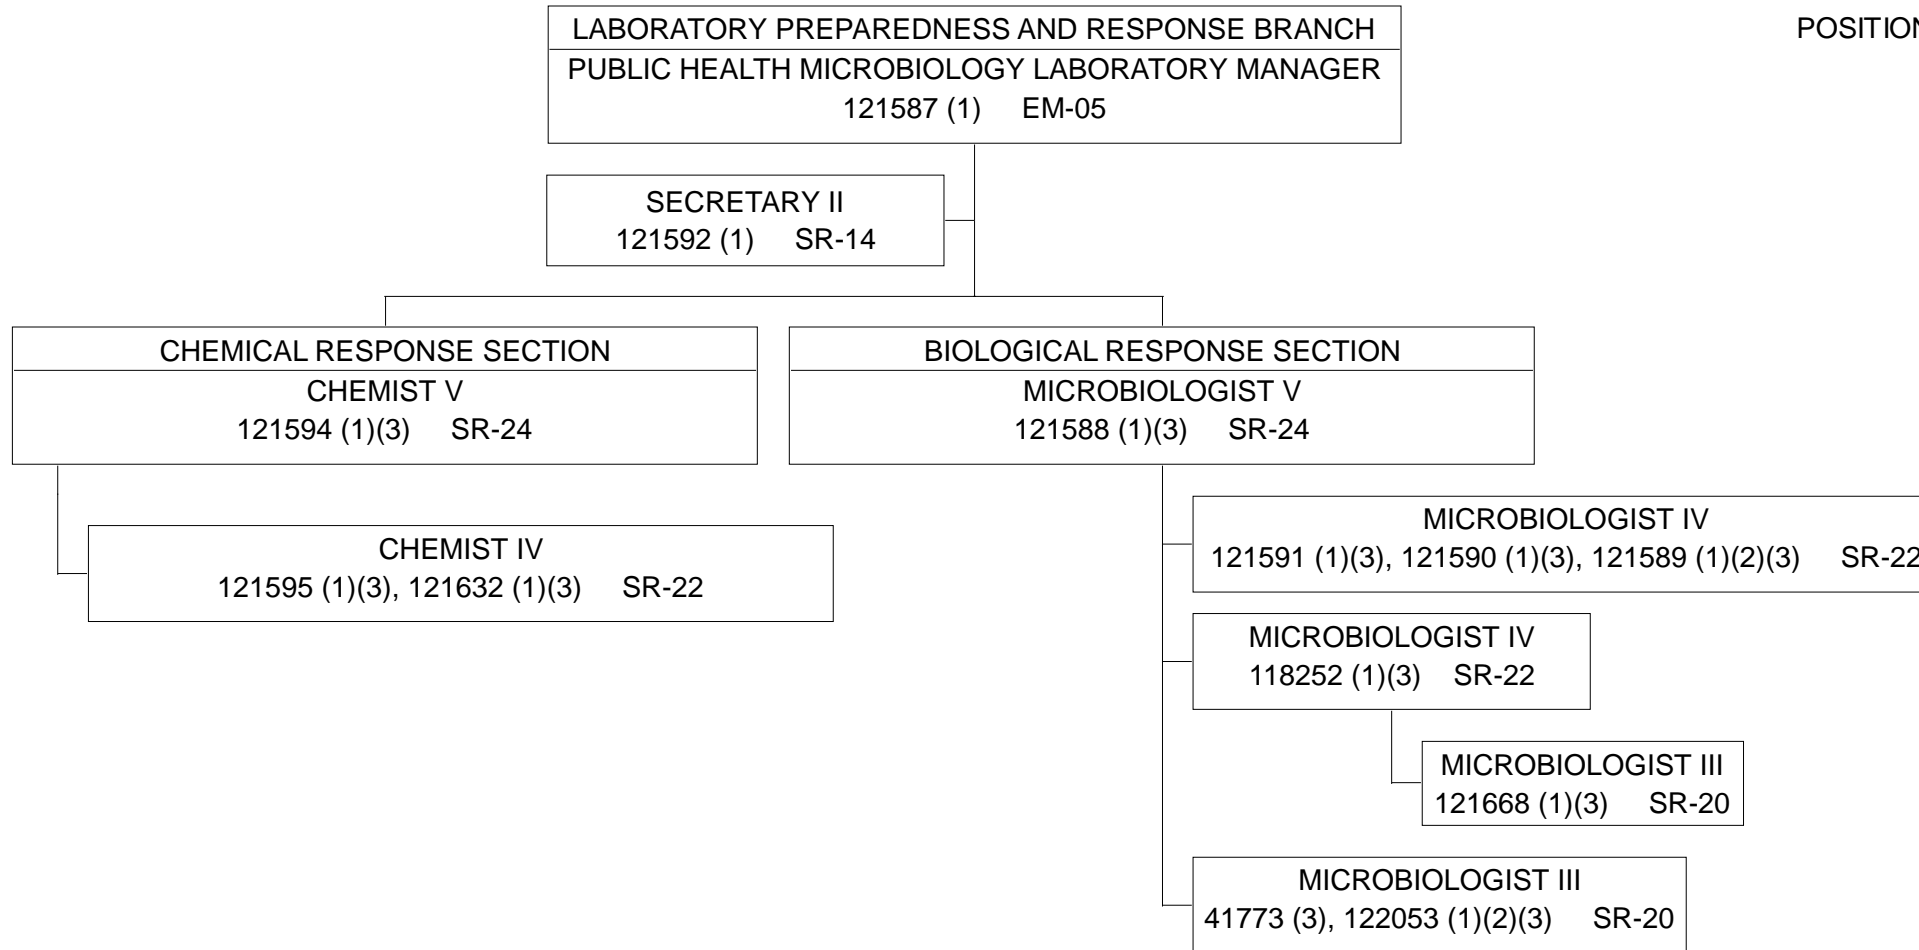 LABORATORY PREPAREDNESS AND RESPONSE BRANCH
PUBLIC HEALTH MICROBIOLOGY LABORATORY MANAGER
121587 (1) EM-05
POSITION
SECRETARY II
121592 (1) SR-14
CHEMICAL RESPONSE SECTION
CHEMIST V
121594 (1)(3) SR-24
BIOLOGICAL RESPONSE SECTION
MICROBIOLOGIST V
121588 (1)(3) SR-24
CHEMIST IV
121595 (1)(3), 121632 (1)(3) SR-22
MICROBIOLOGIST IV
121591 (1)(3), 121590 (1)(3), 121589 (1)(2)(3) SR-22
MICROBIOLOGIST IV
118252 (1)(3) SR-22
MICROBIOLOGIST III
121668 (1)(3) SR-20
MICROBIOLOGIST III
41773 (3), 122053 (1)(2)(3) SR-20